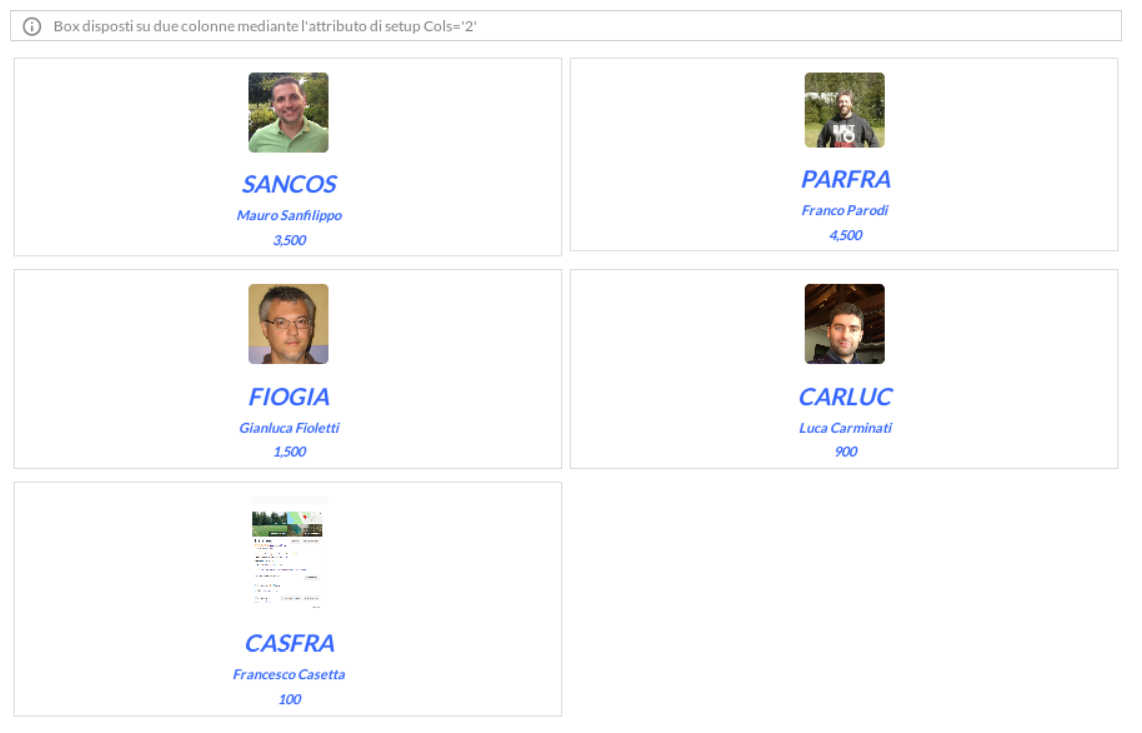 Box disposti su due colonne mediante l'attributo di setup Cols='2'
SANCOS
Mauro Sanfilippo
3,500
PARFRA
Franco Parodi
4,500
FIOGIA
Gianluca Fioletti
1,500
CARLUC
Luca Carminati
900
CASFRA
Francesco Casetta
100